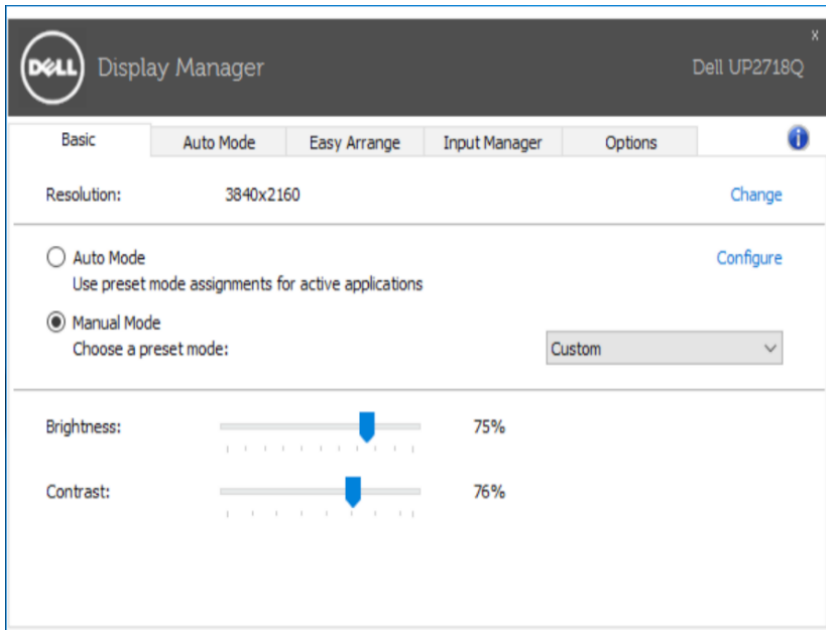 x
DELL Display Manager Dell UP2718Q
Basic Auto Mode Easy Arrange Input Manager Options i
Resolution: 3840x2160 Change
Auto Mode Configure
Use preset mode assignments for active applications
Manual Mode
Choose a preset mode: Custom
Brightness: 75%
Contrast: 76%